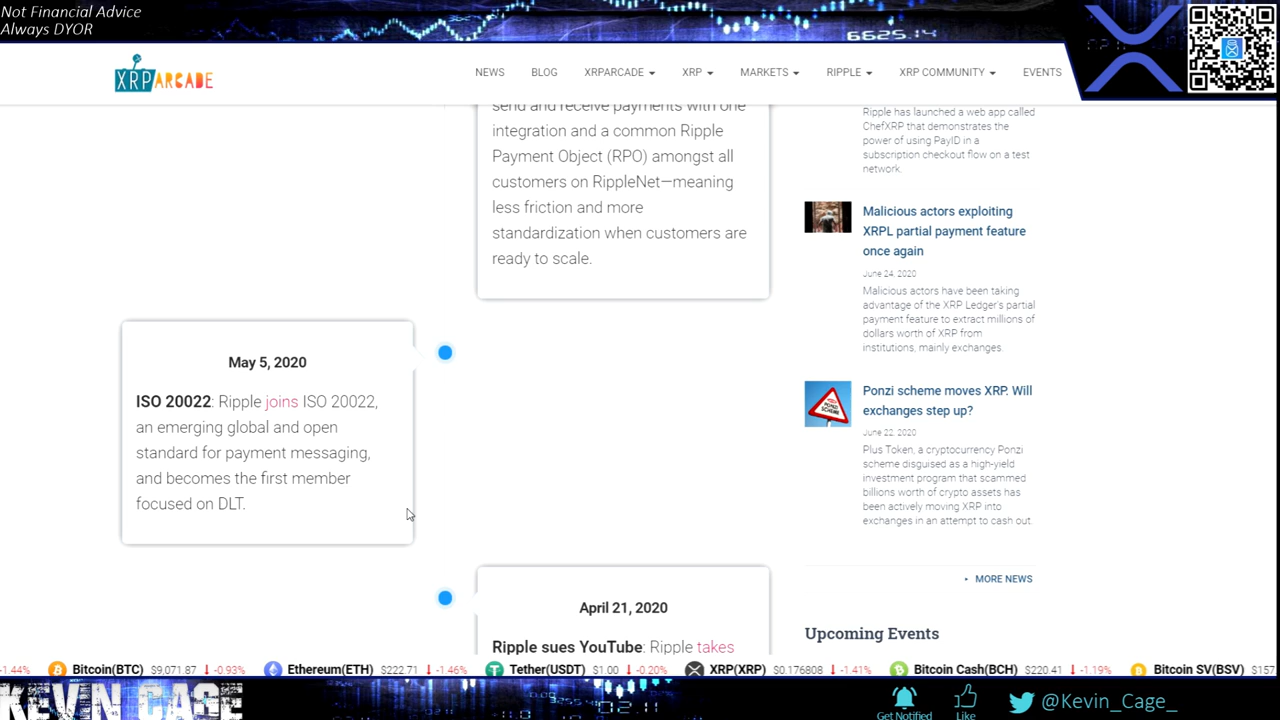 Not Financial Advice
Always DYOR
6625.14
XRPARCADE
NEWS
BLOG
XRPARCADE
XRP
MARKETS
RIPPLE
XRP COMMUNITY
EVENTS
send and receive payments with one
integration and a common Ripple
Payment Object (RPO) amongst all
customers on RippleNet—meaning
less friction and more
standardization when customers are
ready to scale.
May 5, 2020
ISO 20022: Ripple joins ISO 20022,
an emerging global and open
standard for payment messaging,
and becomes the first member
focused on DLT.
April 21, 2020
Ripple sues YouTube: Ripple takes
Ripple has launched a web app called
ChefXRP that demonstrates the
power of using PayID in a
subscription checkout flow on a test
network.
Malicious actors exploiting
XRPL partial payment feature
once again
June 24, 2020
Malicious actors have been taking
advantage of the XRP Ledger's partial
payment feature to extract millions of
dollars worth of XRP from
institutions, mainly exchanges.
PONZI
SCHEME
Ponzi scheme moves XRP. Will
exchanges step up?
June 22, 2020
Plus Token, a cryptocurrency Ponzi
scheme disguised as a high-yield
investment program that scammed
billions worth of crypto assets has
been actively moving XRP into
exchanges in an attempt to cash out.
MORE NEWS
Upcoming Events
-1.44% Bitcoin(BTC) $9,071.87 -0.93% Ethereum(ETH) $222.71 -1.46% Tether(USDT) $1.00 -0.20% XRP(XRP) $0.176808 -1.41% Bitcoin Cash(BCH) $220.41 -1.19% Bitcoin SV(BSV) $157
KEVIN CAGE
Get Notified
Like
@Kevin_Cage_